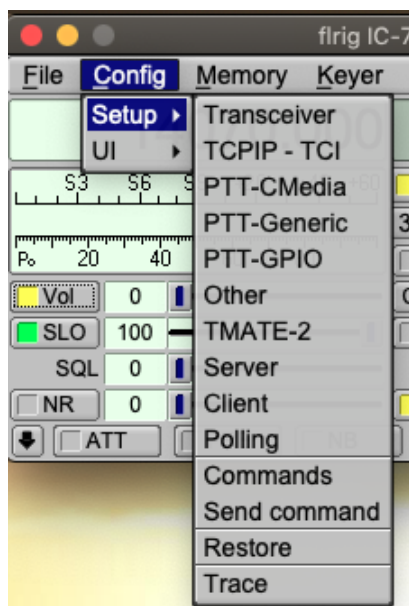 flrig IC-7
File Config Memory Keyer
Setup
UI
Transceiver
TCPIP - TCI
PTT-CMedia
PTT-Generic
PTT-GPIO
Other
TMATE-2
Server
Client
Polling
Commands
Send command
Restore
Trace
S3 S6
Po 20 40
Vol 0
SLO 100
SQL 0
NR 0
ATT
NB